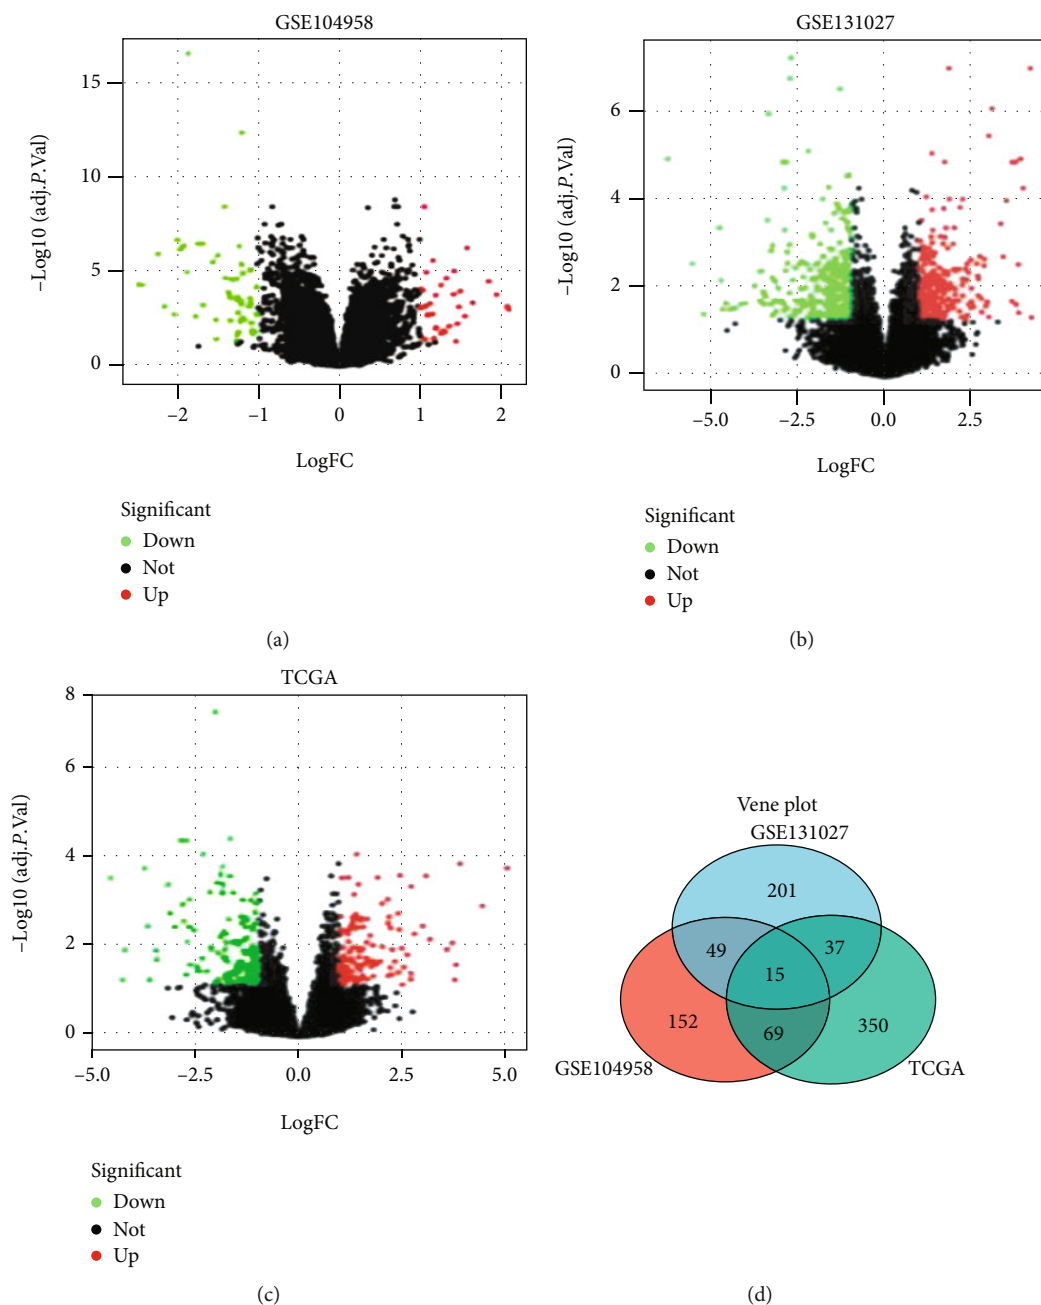 GSE104958
15
10
5
0
−Log10 (adj.P.Val)
−2 −1 0 1 2
LogFC
Significant
Down
Not
Up
(a)
GSE131027
6
4
2
0
−Log10 (adj.P.Val)
−5.0 −2.5 0.0 2.5
LogFC
Significant
Down
Not
Up
(b)
TCGA
8
6
4
2
0
−Log10 (adj.P.Val)
−5.0 −2.5 0.0 2.5 5.0
LogFC
Significant
Down
Not
Up
(c)
Vene plot
GSE131027
201
49 37
15
152 69 350
GSE104958 TCGA
(d)